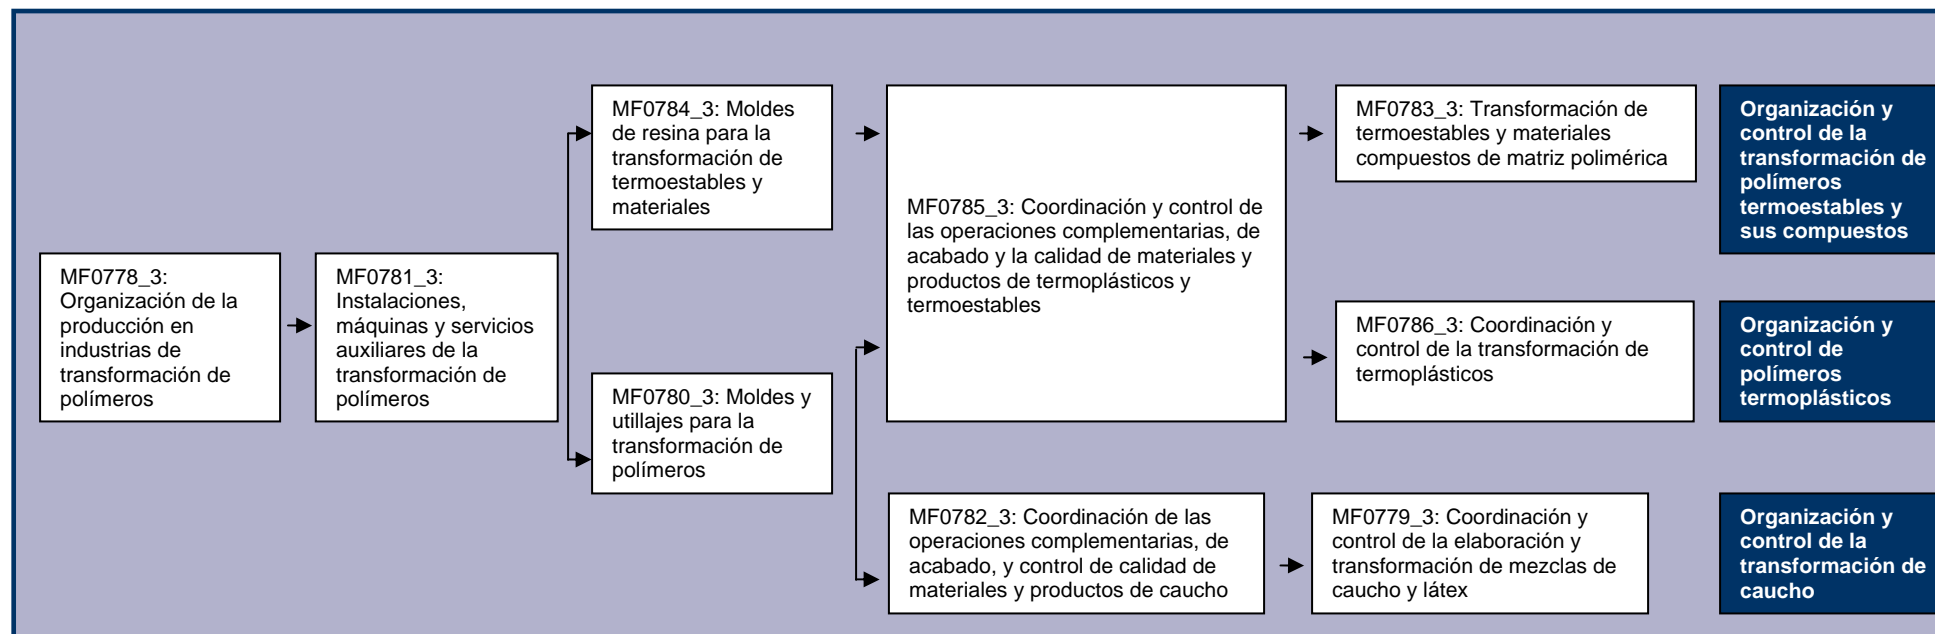 MF0778_3:
Organización de la
producción en
industrias de
transformación de
polímeros
MF0781_3:
Instalaciones,
máquinas y servicios
auxiliares de la
transformación de
polímeros
MF0784_3: Moldes
de resina para la
transformación de
termoestables y
materiales
MF0780_3: Moldes y
utillajes para la
transformación de
polímeros
MF0785_3: Coordinación y control de
las operaciones complementarias, de
acabado y la calidad de materiales y
productos de termoplásticos y
termoestables
MF0782_3: Coordinación de las
operaciones complementarias, de
acabado, y control de calidad de
materiales y productos de caucho
MF0783_3: Transformación de
termoestables y materiales
compuestos de matriz polimérica
MF0786_3: Coordinación y
control de la transformación de
termoplásticos
MF0779_3: Coordinación y
control de la elaboración y
transformación de mezclas de
caucho y látex
Organización y
control de la
transformación de
polímeros
termoestables y
sus compuestos
Organización y
control de
polímeros
termoplásticos
Organización y
control de la
transformación de
caucho